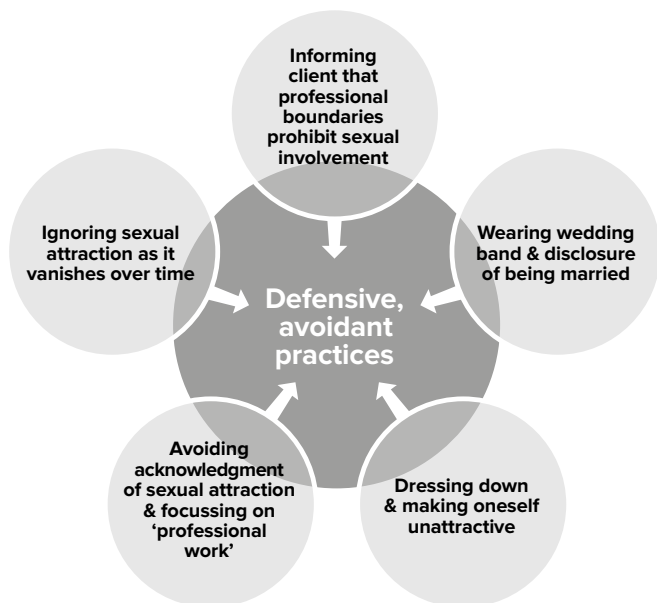 Informing
client that
professional
boundaries
prohibit sexual
involvement
Ignoring sexual
attraction as it
vanishes over time
Wearing wedding
band & disclosure
of being married
Defensive,
avoidant
practices
Avoiding
acknowledgment
of sexual attraction
& focussing on
‘professional
work’
Dressing down
& making oneself
unattractive